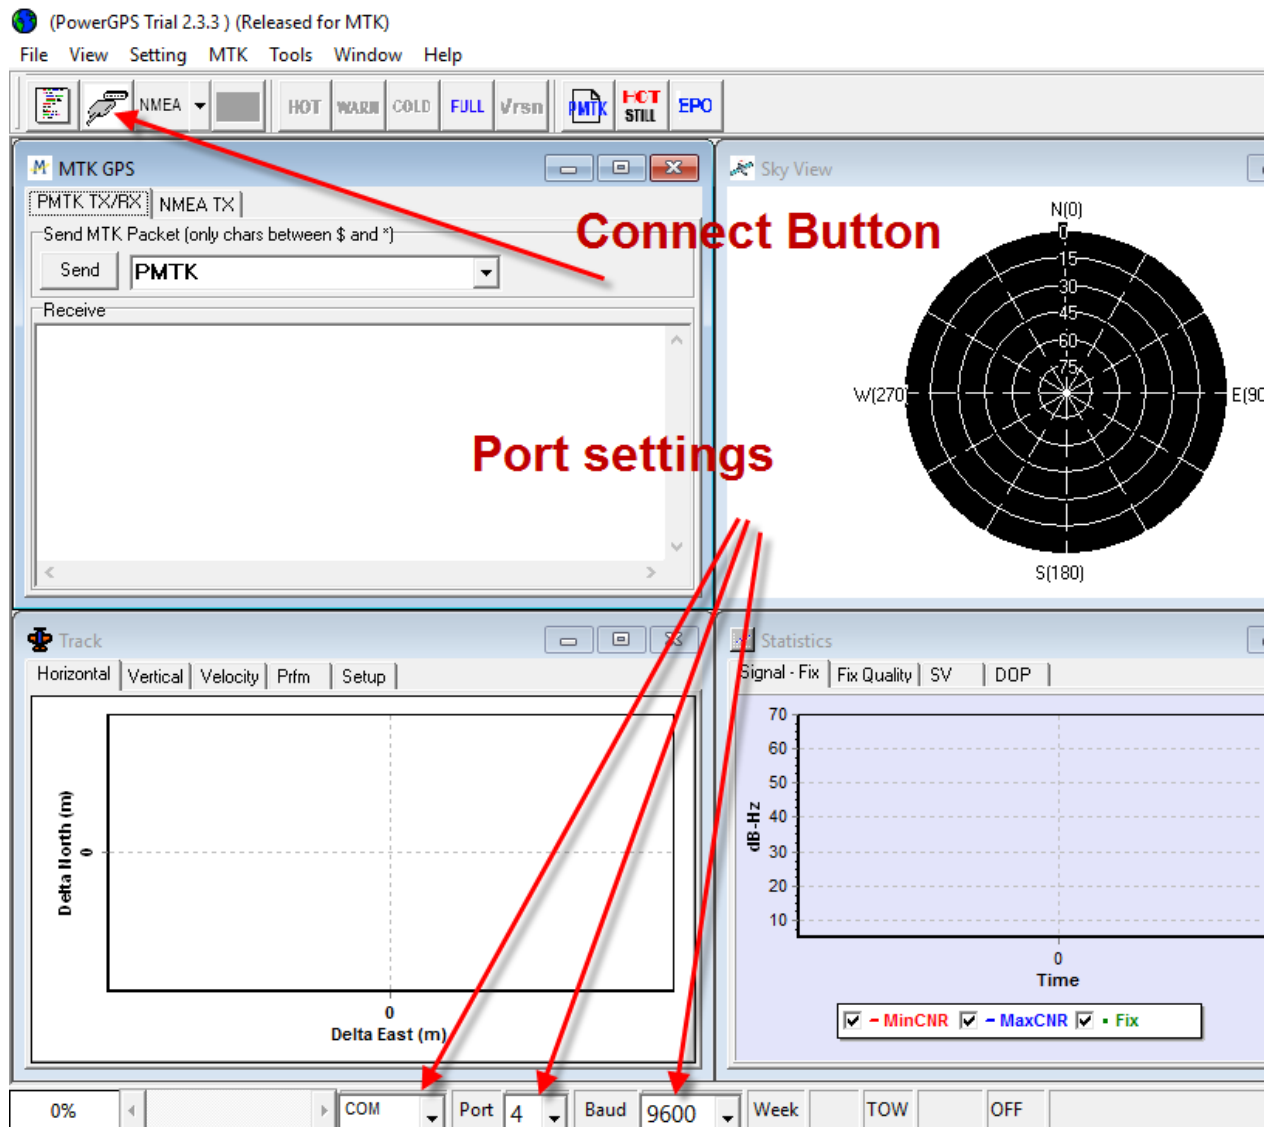 (PowerGPS Trial 2.3.3 ) (Released for MTK)
File View Setting MTK Tools Window Help
NMEA HOT WARM COLD FULL Vrsn PMTK HOT STILL EPO
MTK GPS
PMTK TX/RX NMEA TX
Send MTK Packet (only chars between $ and *)
Send PMTK
Receive
Connect Button
Port settings
Sky View
N(0)
0
15
30
45
60
75
W(270)
E(90
S(180)
Track
Horizontal Vertical Velocity Prfm Setup
Delta North (m)
0
0
Delta East (m)
Statistics
Signal - Fix Fix Quality SV DOP
70
60
50
40
30
20
10
dB-Hz
0
Time
MinCNR MaxCNR Fix
0% COM Port 4 Baud 9600 Week TOW OFF